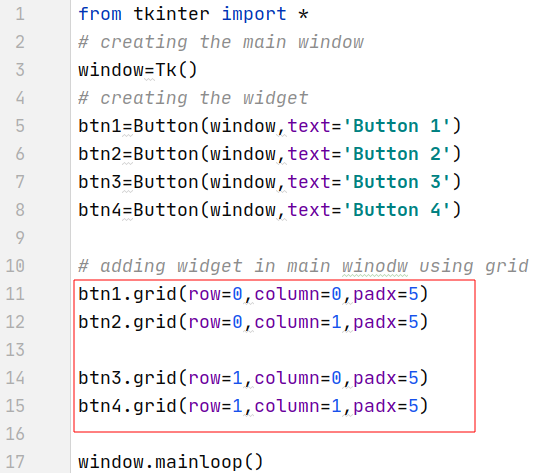 1 from tkinter import *
2 # creating the main window
3 window=Tk()
4 # creating the widget
5 btn1=Button(window,text='Button 1')
6 btn2=Button(window,text='Button 2')
7 btn3=Button(window,text='Button 3')
8 btn4=Button(window,text='Button 4')
9
10 # adding widget in main winodw using grid
11 btn1.grid(row=0,column=0,padx=5)
12 btn2.grid(row=0,column=1,padx=5)
13
14 btn3.grid(row=1,column=0,padx=5)
15 btn4.grid(row=1,column=1,padx=5)
16
17 window.mainloop()